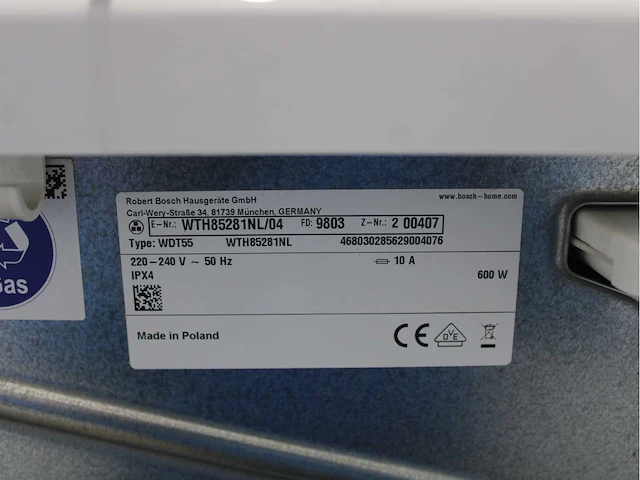 Robert Bosch Hausgeräte GmbH
www.bosch-home.com
Carl-Wery-Straße 34, 81739 München, GERMANY
E-Nr.: WTH85281NL/04 FD: 9803 Z-Nr.: 2 00407
Type: WDT55 WTH85281NL 468030285629004076
220-240 V ~ 50 Hz 10 A
IPX4 600 W
Made in Poland
CE DVE
Gas